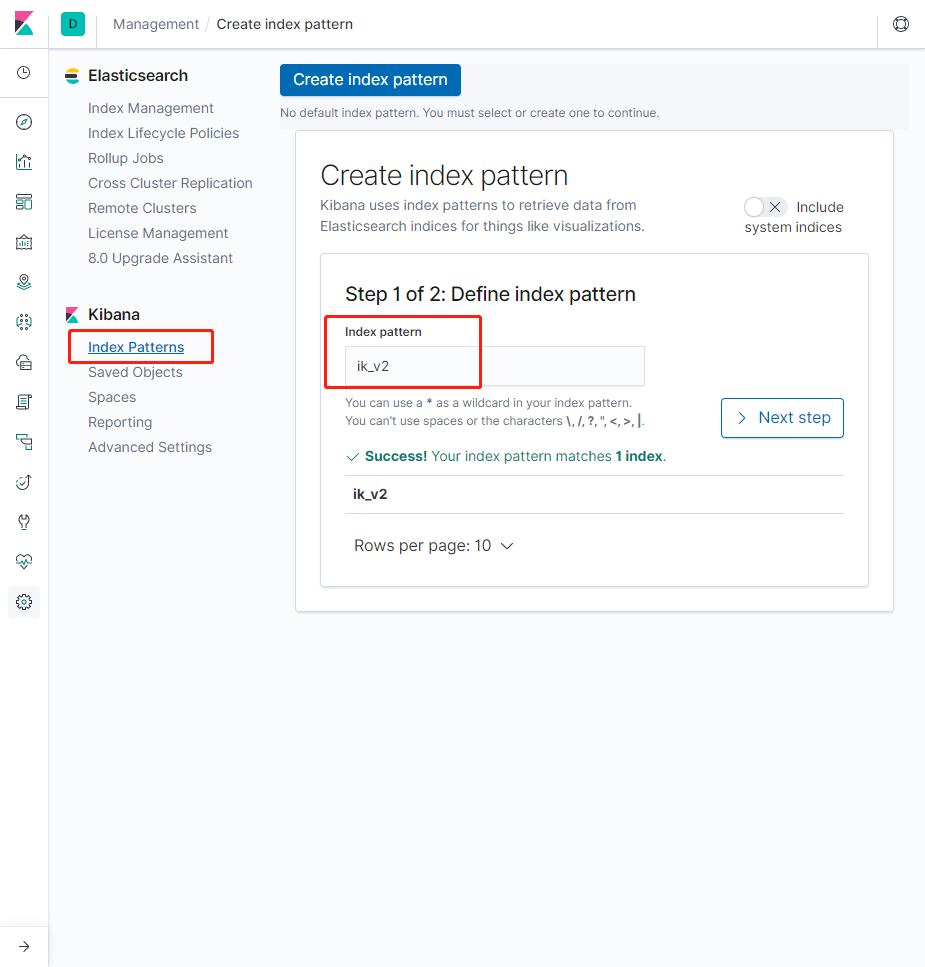 D
Management / Create index pattern
Elasticsearch
Index Management
Index Lifecycle Policies
Rollup Jobs
Cross Cluster Replication
Remote Clusters
License Management
8.0 Upgrade Assistant
Kibana
Index Patterns
Saved Objects
Spaces
Reporting
Advanced Settings
Create index pattern
No default index pattern. You must select or create one to continue.
Create index pattern
Kibana uses index patterns to retrieve data from
Elasticsearch indices for things like visualizations.
Include
system indices
Step 1 of 2: Define index pattern
Index pattern
ik_v2
You can use a * as a wildcard in your index pattern.
You can't use spaces or the characters \, /, ?, ", <, >, |.
Next step
Success! Your index pattern matches 1 index.
ik_v2
Rows per page: 10